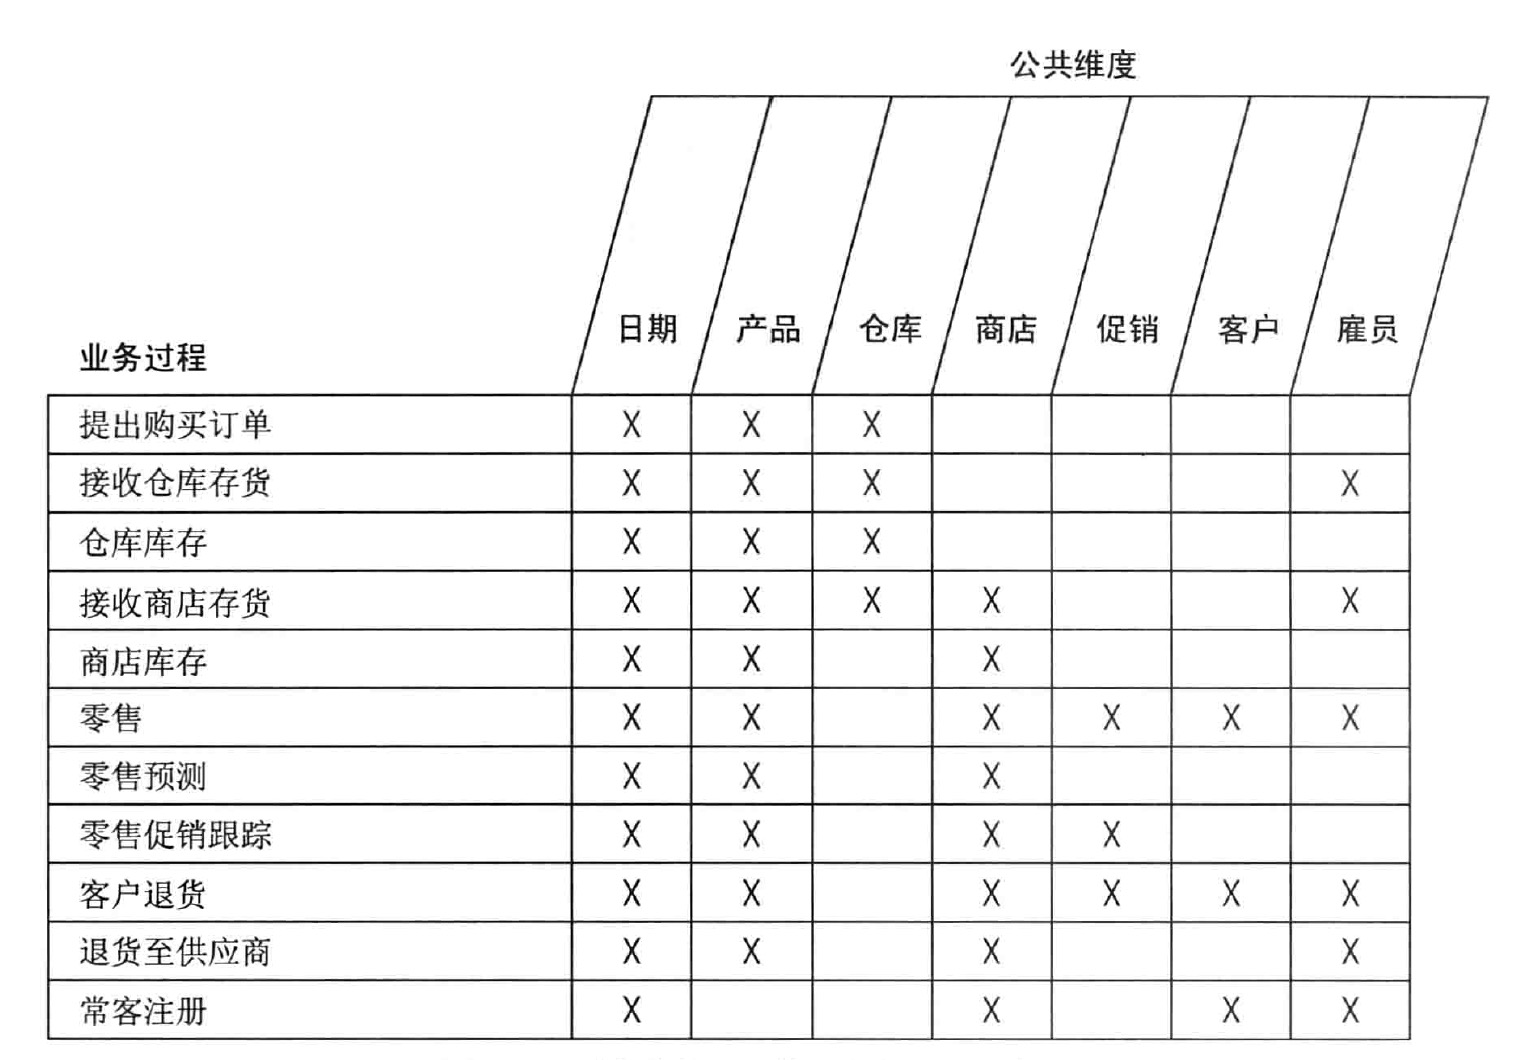 公共维度
业务过程 日期 产品 仓库 商店 促销 客户 雇员
提出购买订单 X X X
接收仓库存货 X X X X
仓库库存 X X X
接收商店存货 X X X X X
商店库存 X X X
零售 X X X X X X
零售预测 X X X
零售促销跟踪 X X X X
客户退货 X X X X X X
退货至供应商 X X X X
常客注册 X X X X